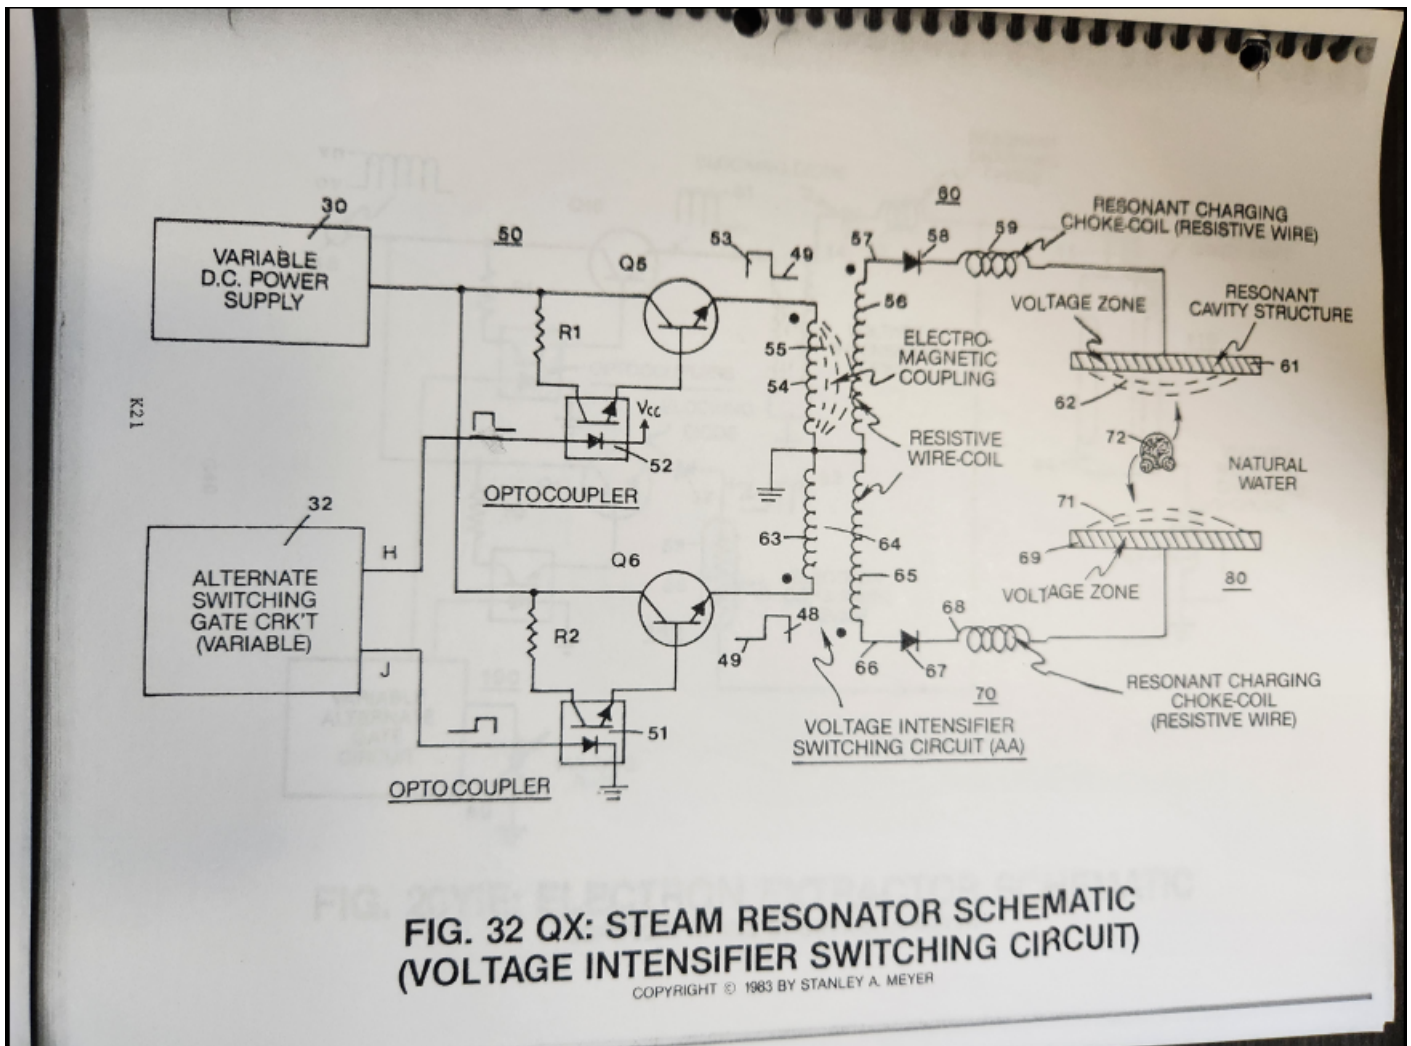 30
VARIABLE
D.C. POWER
SUPPLY
50
Q5
R1
53
49
57
58
60
59
RESONANT CHARGING
CHOKE-COIL (RESISTIVE WIRE)
56
VOLTAGE ZONE
RESONANT
CAVITY STRUCTURE
61
62
55
54
ELECTRO-
MAGNETIC
COUPLING
Vcc
52
OPTOCOUPLER
K21
RESISTIVE
WIRE-COIL
72
NATURAL
WATER
71
69
VOLTAGE ZONE
80
32
ALTERNATE
SWITCHING
GATE CRK'T
(VARIABLE)
H
J
Q6
R2
63
64
65
49
48
66
67
68
70
RESONANT CHARGING
CHOKE-COIL
(RESISTIVE WIRE)
51
OPTO COUPLER
VOLTAGE INTENSIFIER
SWITCHING CIRCUIT (AA)
FIG. 32 QX: STEAM RESONATOR SCHEMATIC
(VOLTAGE INTENSIFIER SWITCHING CIRCUIT)
COPYRIGHT © 1983 BY STANLEY A. MEYER